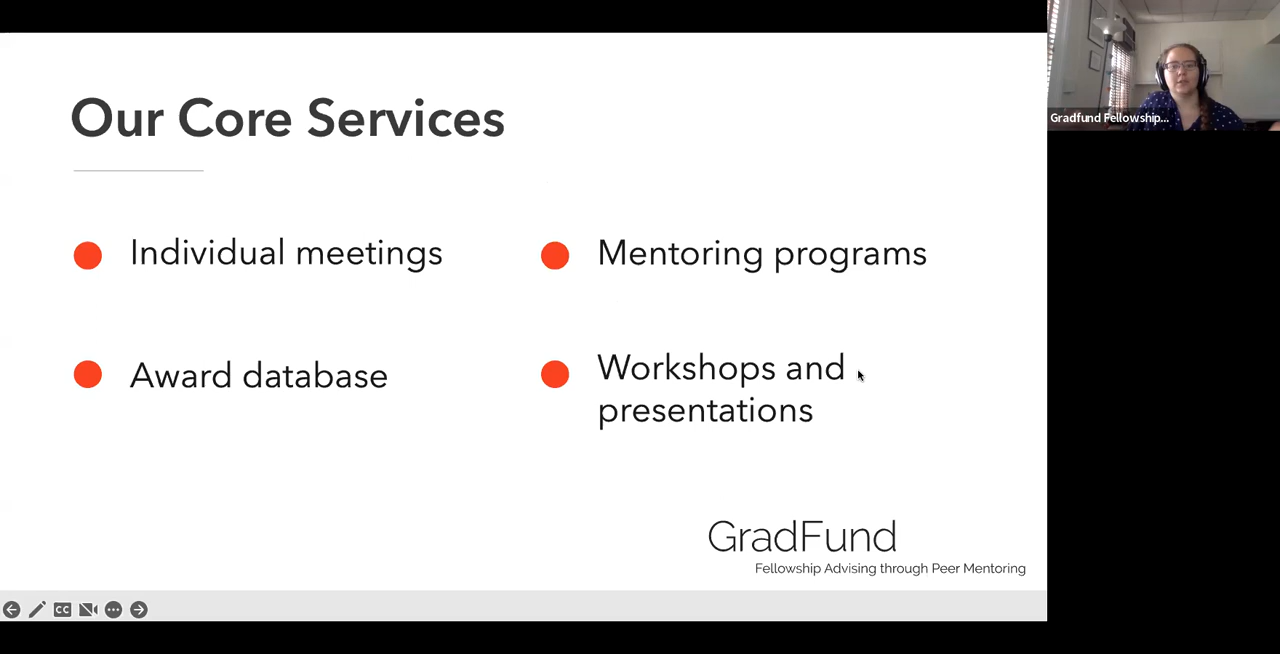 Our Core Services
Individual meetings
Mentoring programs
Award database
Workshops and
presentations
GradFund
Fellowship Advising through Peer Mentoring
CC
Gradfund Fellowship...